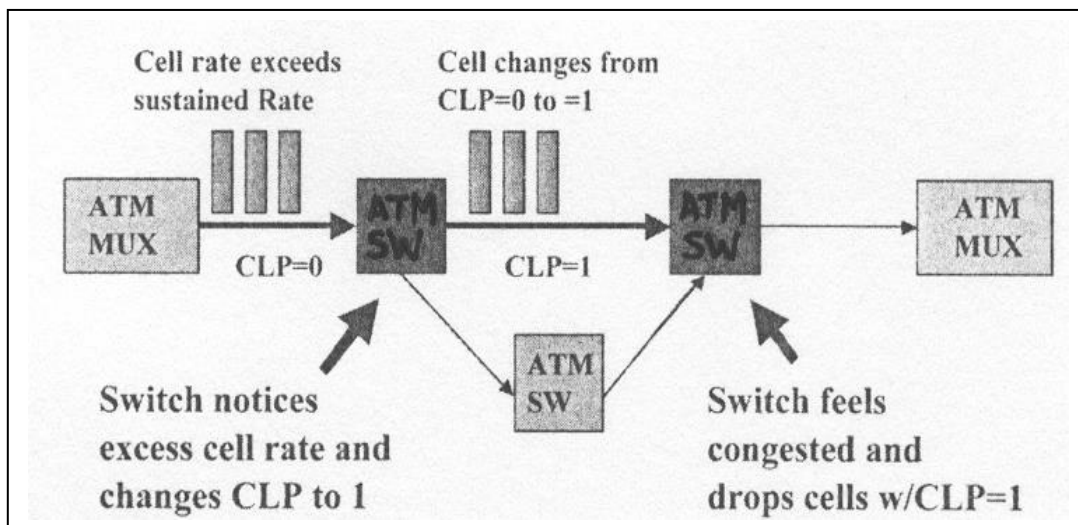 Cell rate exceeds
sustained Rate
Cell changes from
CLP=0 to =1
ATM
MUX
CLP=0
ATM
SW
CLP=1
ATM
SW
ATM
MUX
ATM
SW
Switch notices
excess cell rate and
changes CLP to 1
Switch feels
congested and
drops cells w/CLP=1